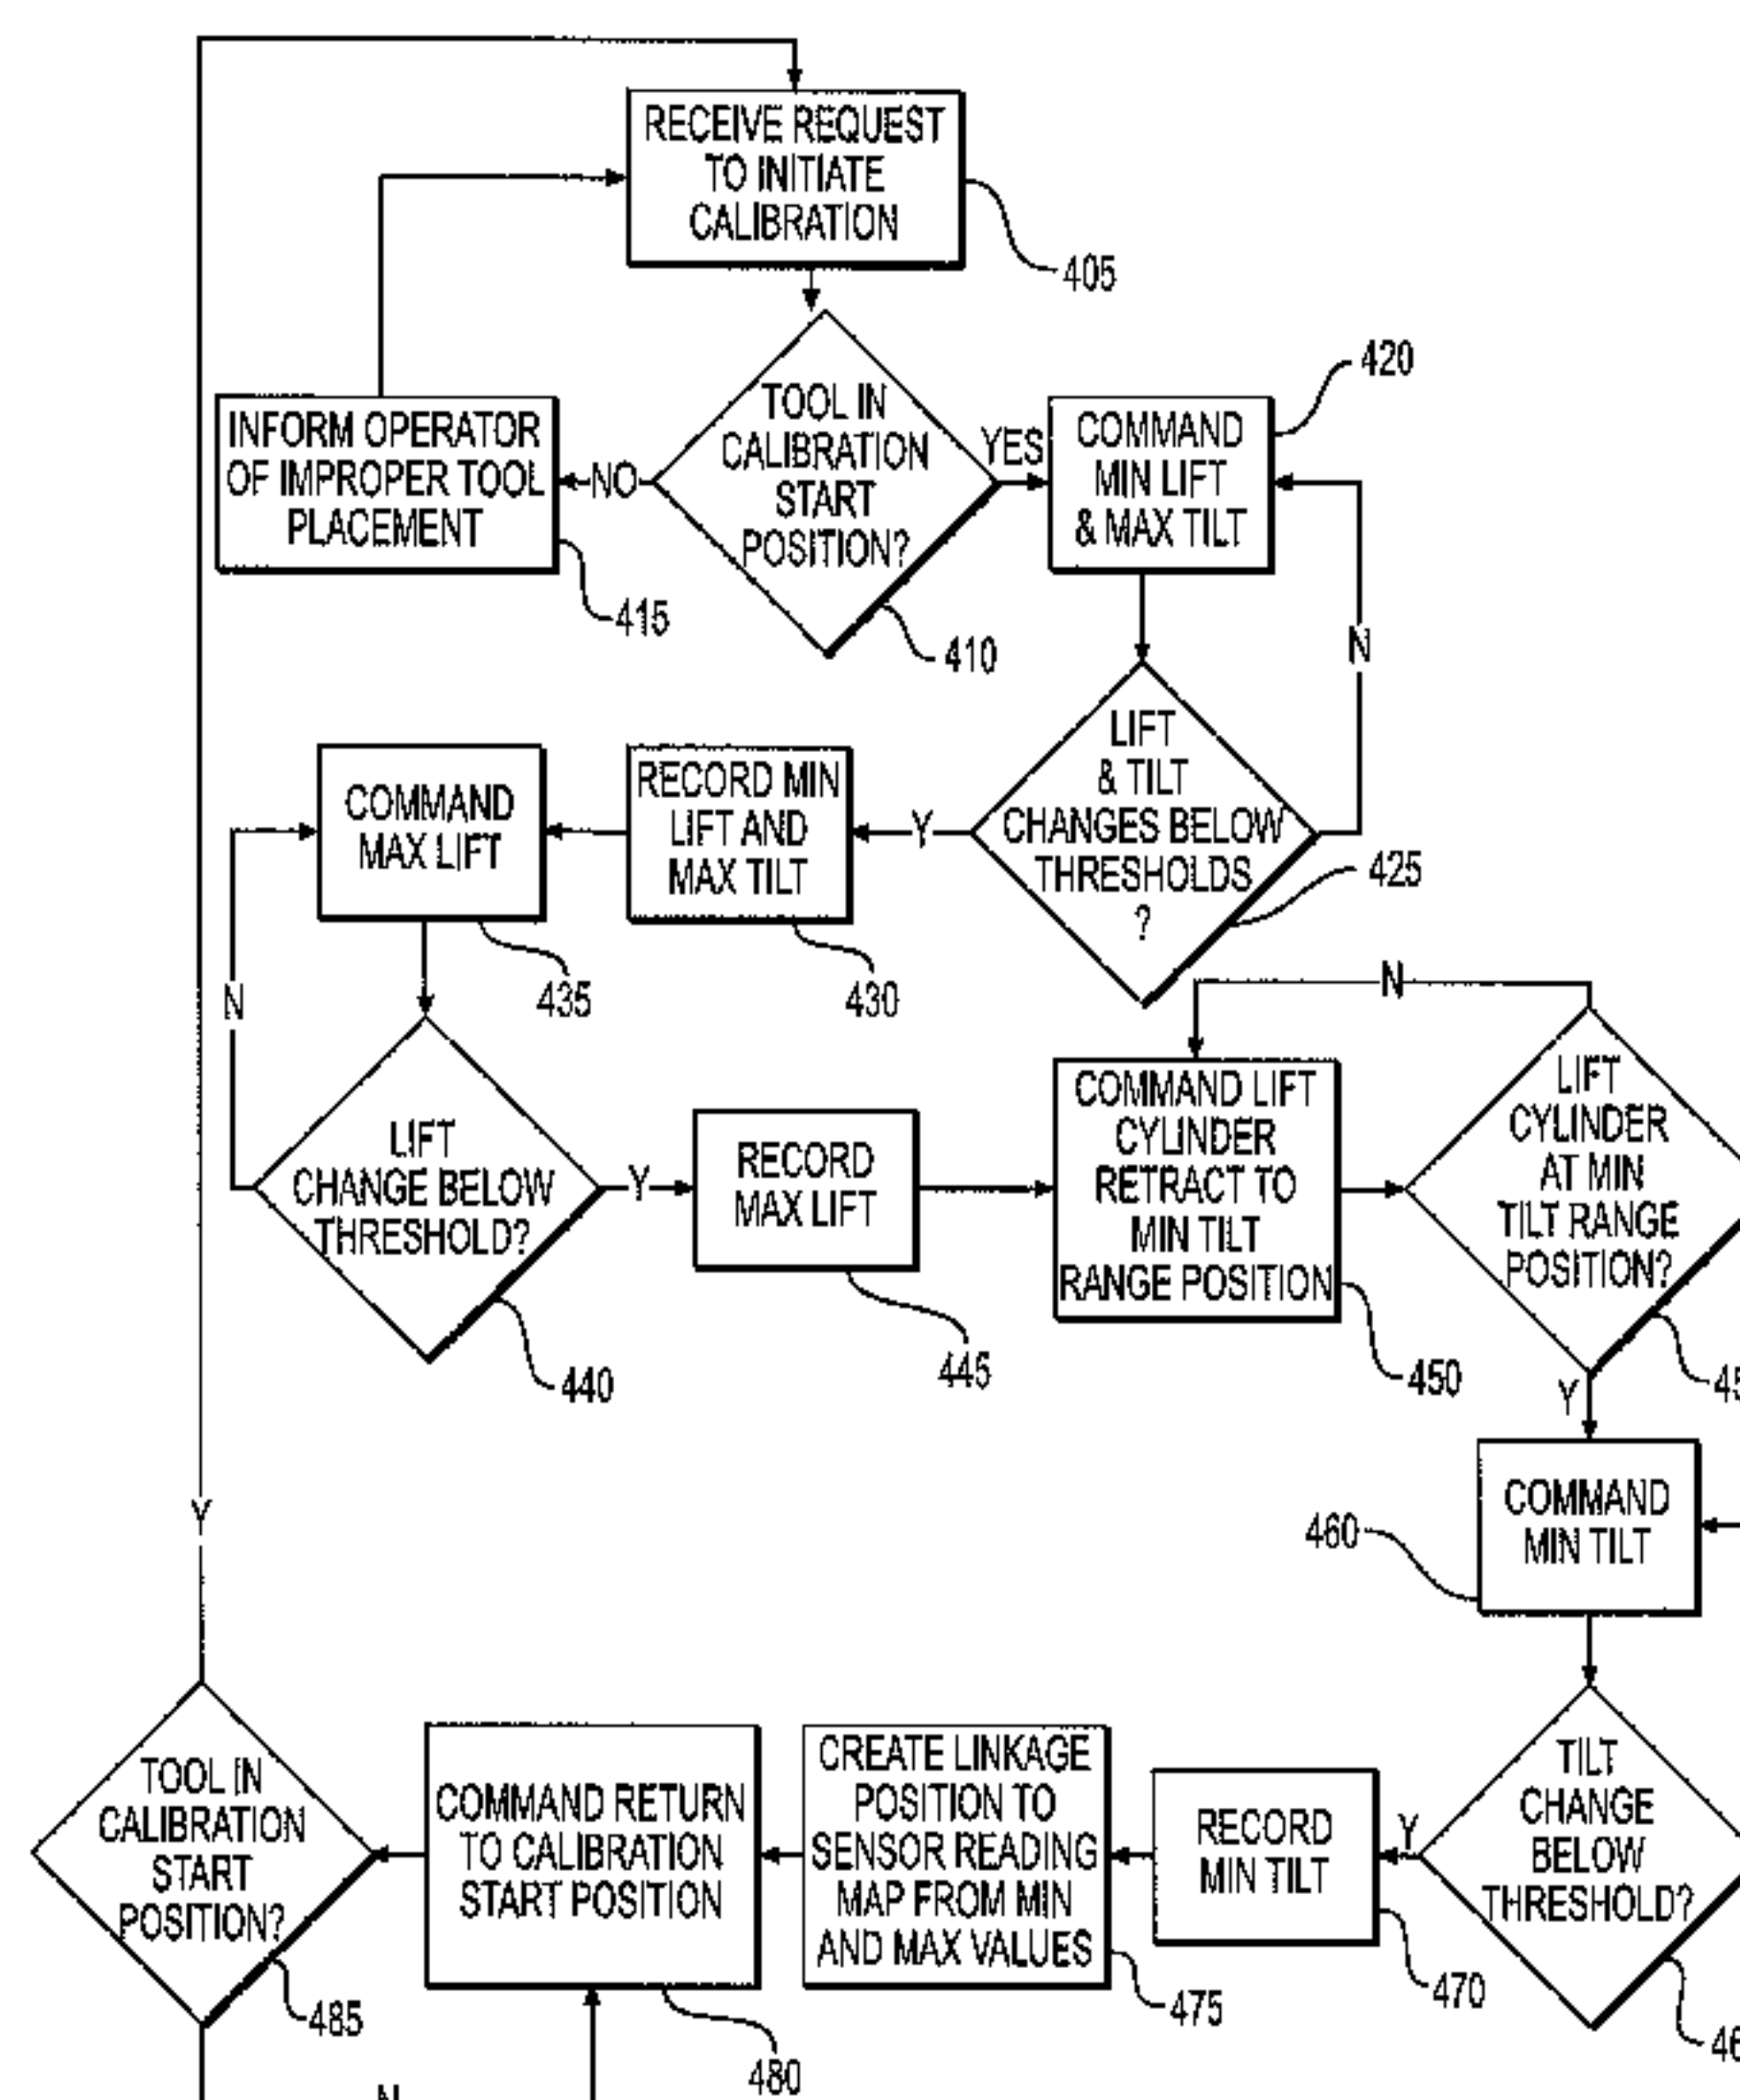 RECEIVE REQUEST
TO INITIATE
CALIBRATION
405
TOOL IN
CALIBRATION
START
POSITION?
410
NO
INFORM OPERATOR
OF IMPROPER TOOL
PLACEMENT
415
YES
COMMAND
MIN LIFT
& MAX TILT
420
LIFT
& TILT
CHANGES BELOW
THRESHOLDS
?
425
N
Y
RECORD MIN
LIFT AND
MAX TILT
430
COMMAND
MAX LIFT
435
LIFT
CHANGE BELOW
THRESHOLD?
440
N
Y
RECORD
MAX LIFT
445
COMMAND LIFT
CYLINDER
RETRACT TO
MIN TILT
RANGE POSITION
450
LIFT
CYLINDER
AT MIN
TILT RANGE
POSITION?
N
Y
COMMAND
MIN TILT
460
TILT
CHANGE
BELOW
THRESHOLD?
Y
RECORD
MIN TILT
470
CREATE LINKAGE
POSITION TO
SENSOR READING
MAP FROM MIN
AND MAX VALUES
475
COMMAND RETURN
TO CALIBRATION
START POSITION
480
TOOL IN
CALIBRATION
START
POSITION?
485
Y
N